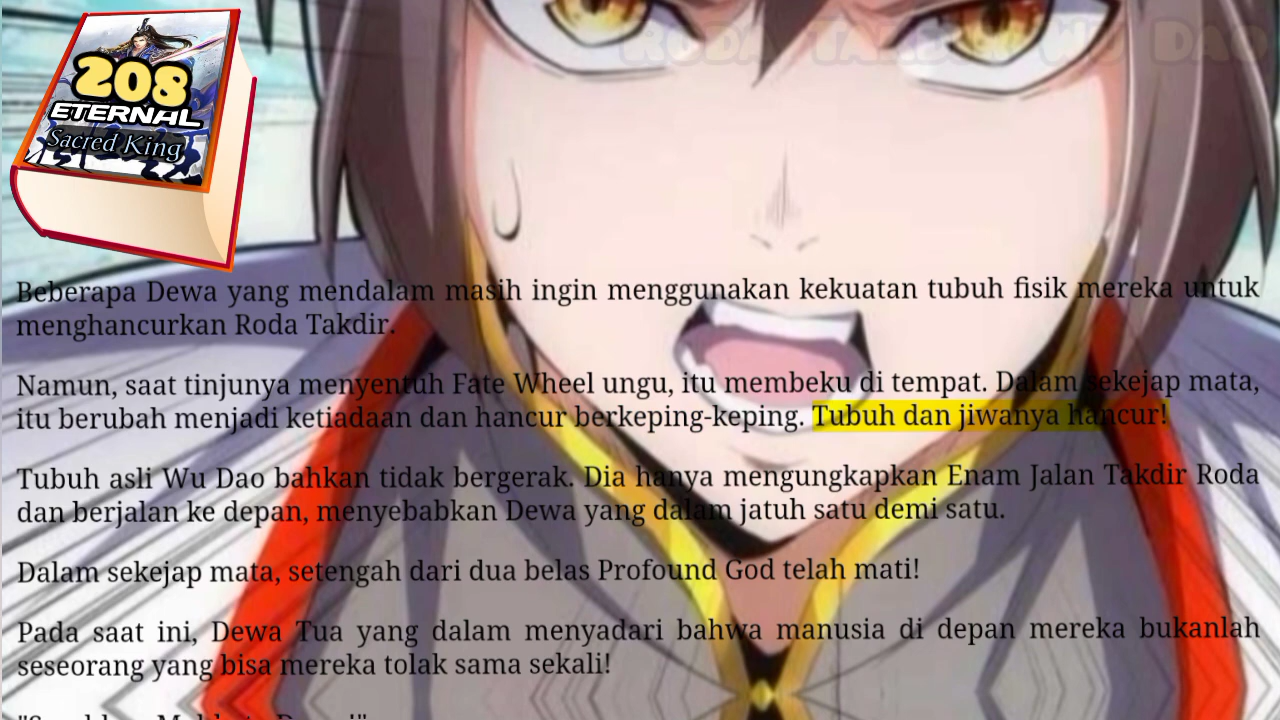 RODA TAKDIR WU DAO
208
ETERNAL
Sacred King
Beberapa Dewa yang mendalam masih ingin menggunakan kekuatan tubuh fisik mereka untuk
menghancurkan Roda Takdir.
Namun, saat tinjunya menyentuh Fate Wheel ungu, itu membeku di tempat. Dalam sekejap mata,
itu berubah menjadi ketiadaan dan hancur berkeping-keping. Tubuh dan jiwanya hancur!
Tubuh asli Wu Dao bahkan tidak bergerak. Dia hanya mengungkapkan Enam Jalan Takdir Roda
dan berjalan ke depan, menyebabkan Dewa yang dalam jatuh satu demi satu.
Dalam sekejap mata, setengah dari dua belas Profound God telah mati!
Pada saat ini, Dewa Tua yang dalam menyadari bahwa manusia di depan mereka bukanlah
seseorang yang bisa mereka tolak sama sekali!